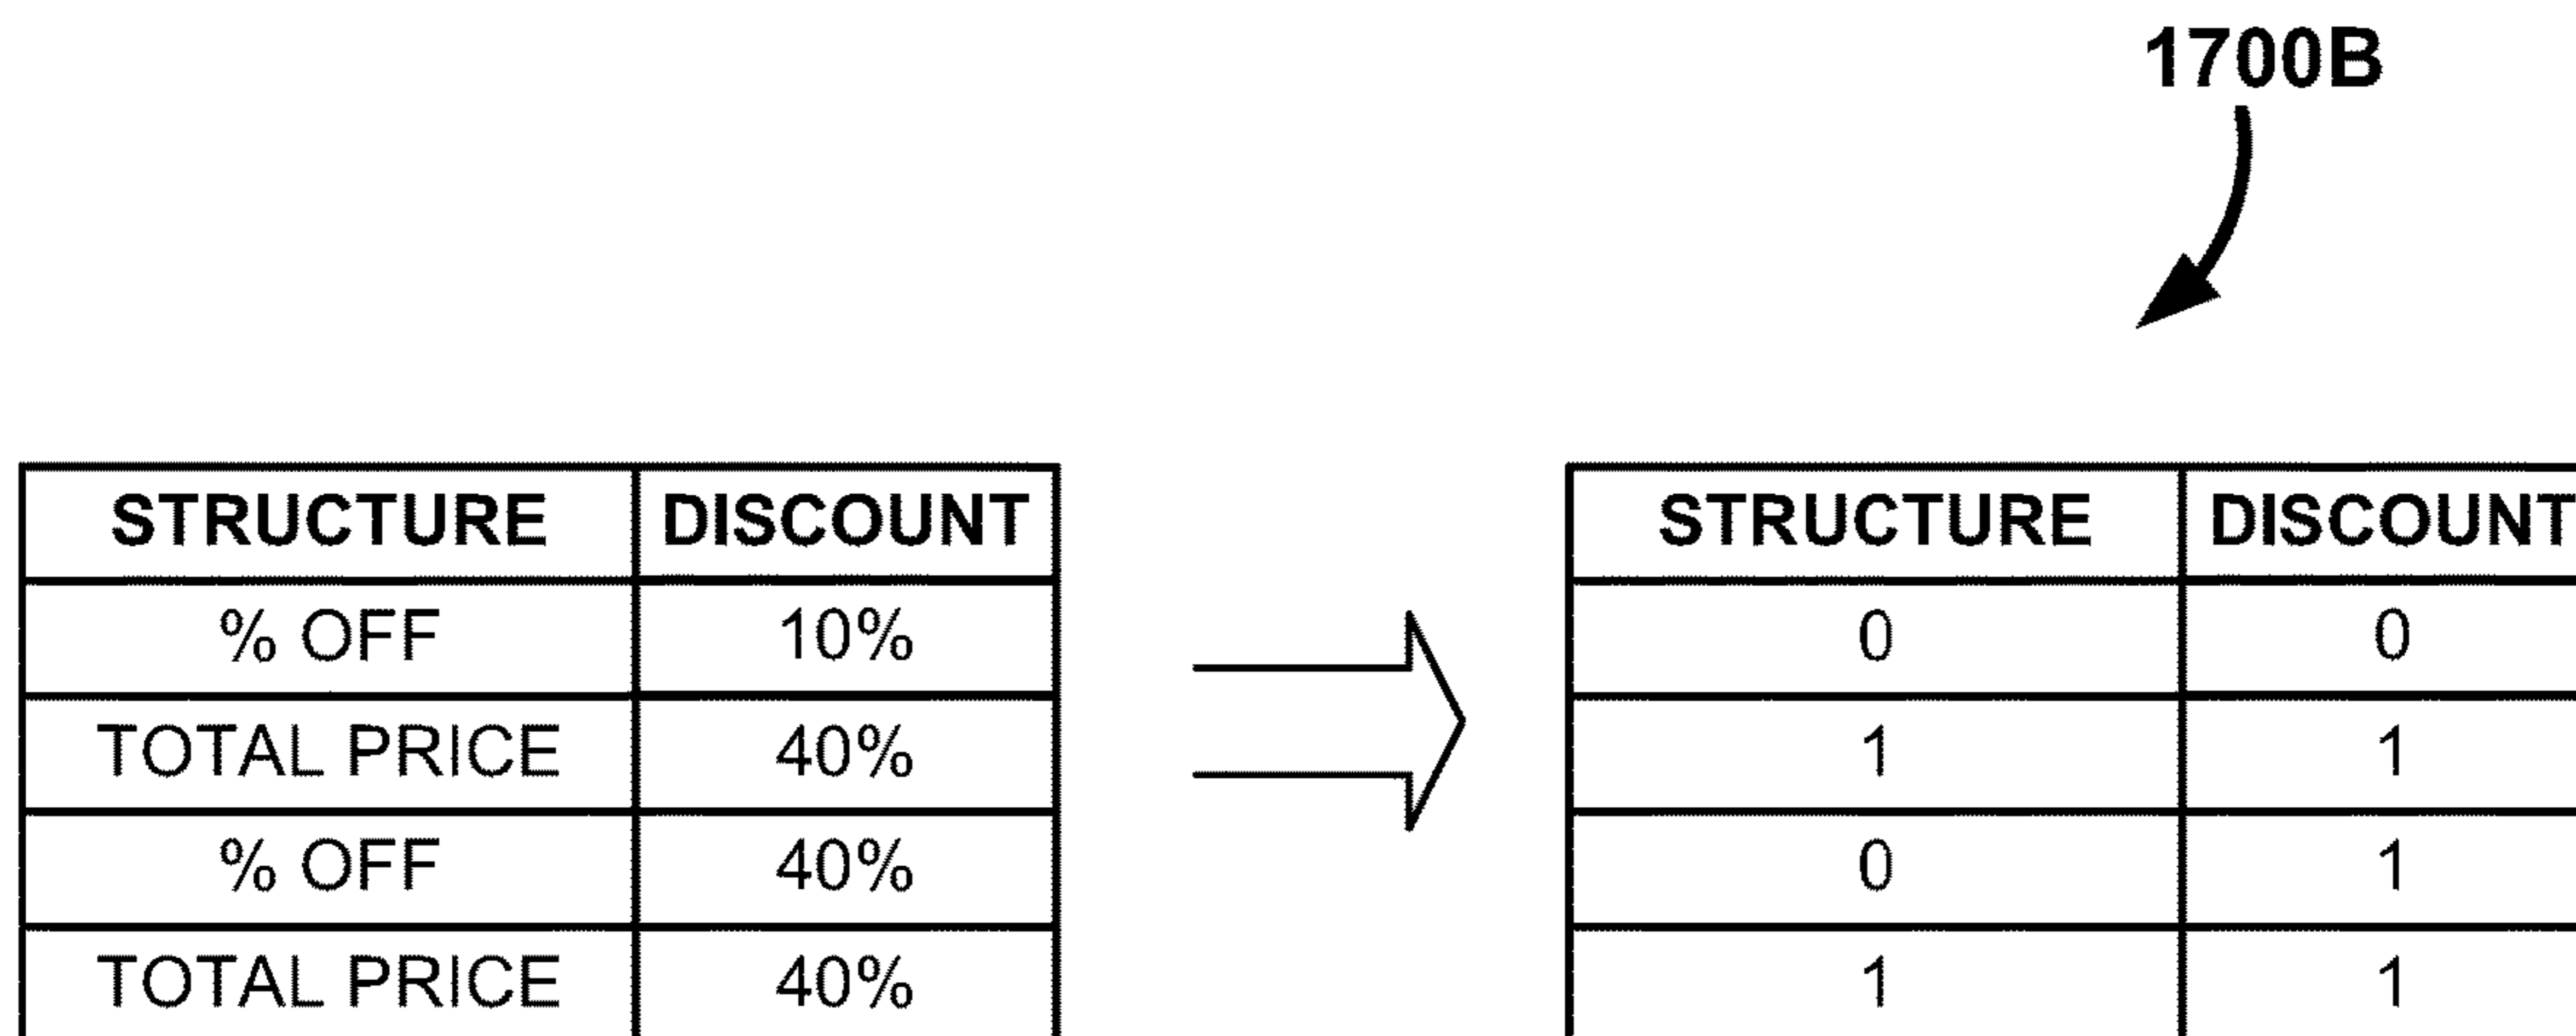 1700B
STRUCTURE DISCOUNT STRUCTURE DISCOUNT
% OFF 10% 0 0
TOTAL PRICE 40% 1 1
% OFF 40% 0 1
TOTAL PRICE 40% 1 1